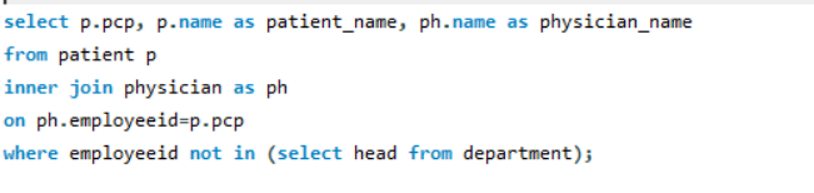 select p.pcp, p.name as patient_name, ph.name as physician_name
from patient p
inner join physician as ph
on ph.employeeid=p.pcp
where employeeid not in (select head from department);